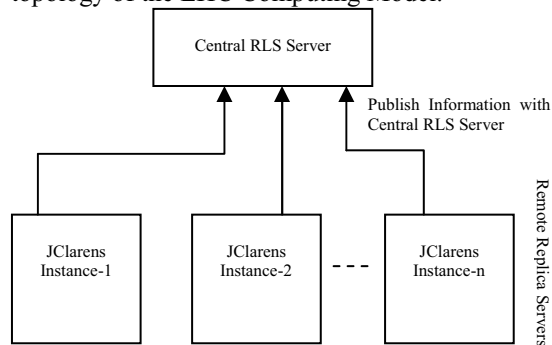 topology of the LHC Computing Model.
Central RLS Server
Publish Information with
Central RLS Server
JClarens
Instance-1
JClarens
Instance-2
JClarens
Instance-n
Remote Replica Servers